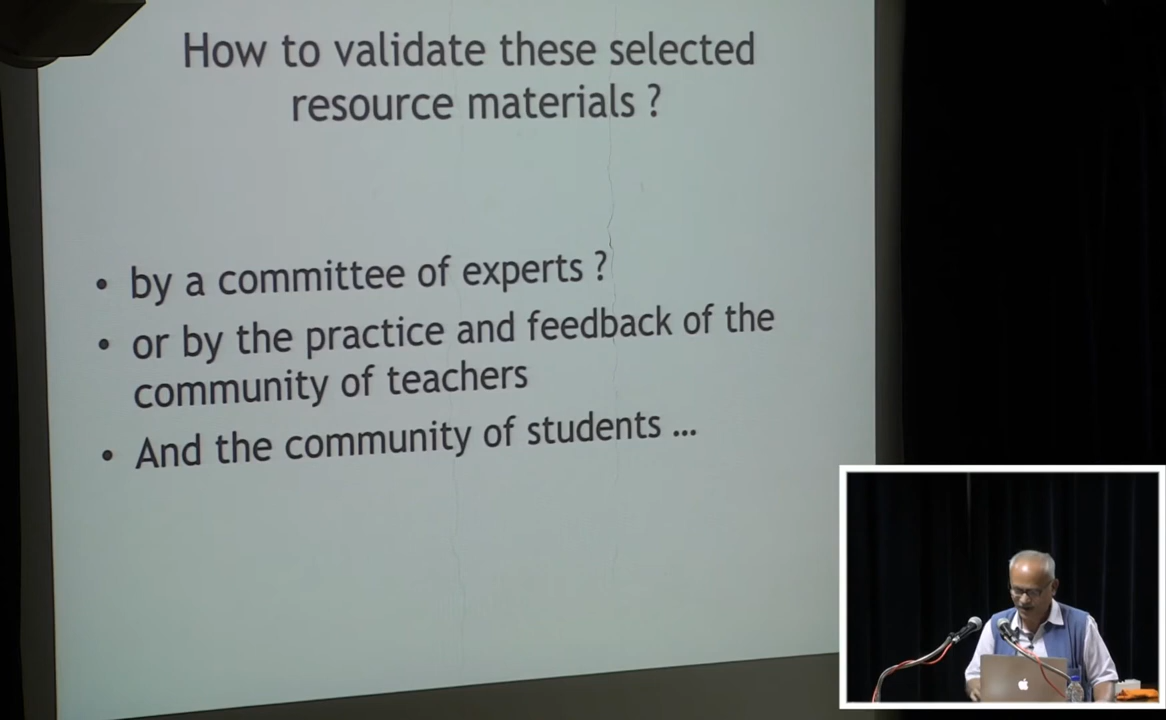 How to validate these selected
resource materials ?
• by a committee of experts ?
• or by the practice and feedback of the
community of teachers
• And the community of students ...